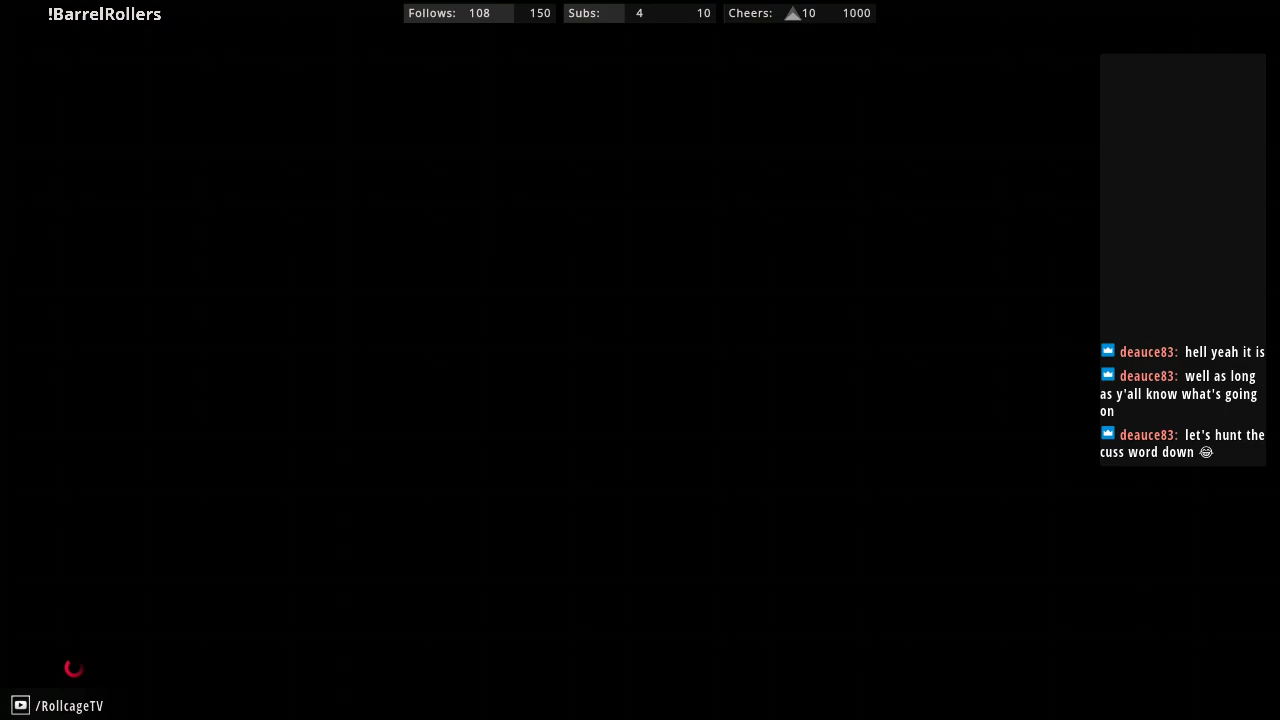 !BarrelRollers
Follows: 108 150 Subs: 4 10 Cheers: 10 1000
deauce83: hell yeah it is
deauce83: well as long
as y'all know what's going
on
deauce83: let's hunt the
cuss word down 😂
/RollcageTV